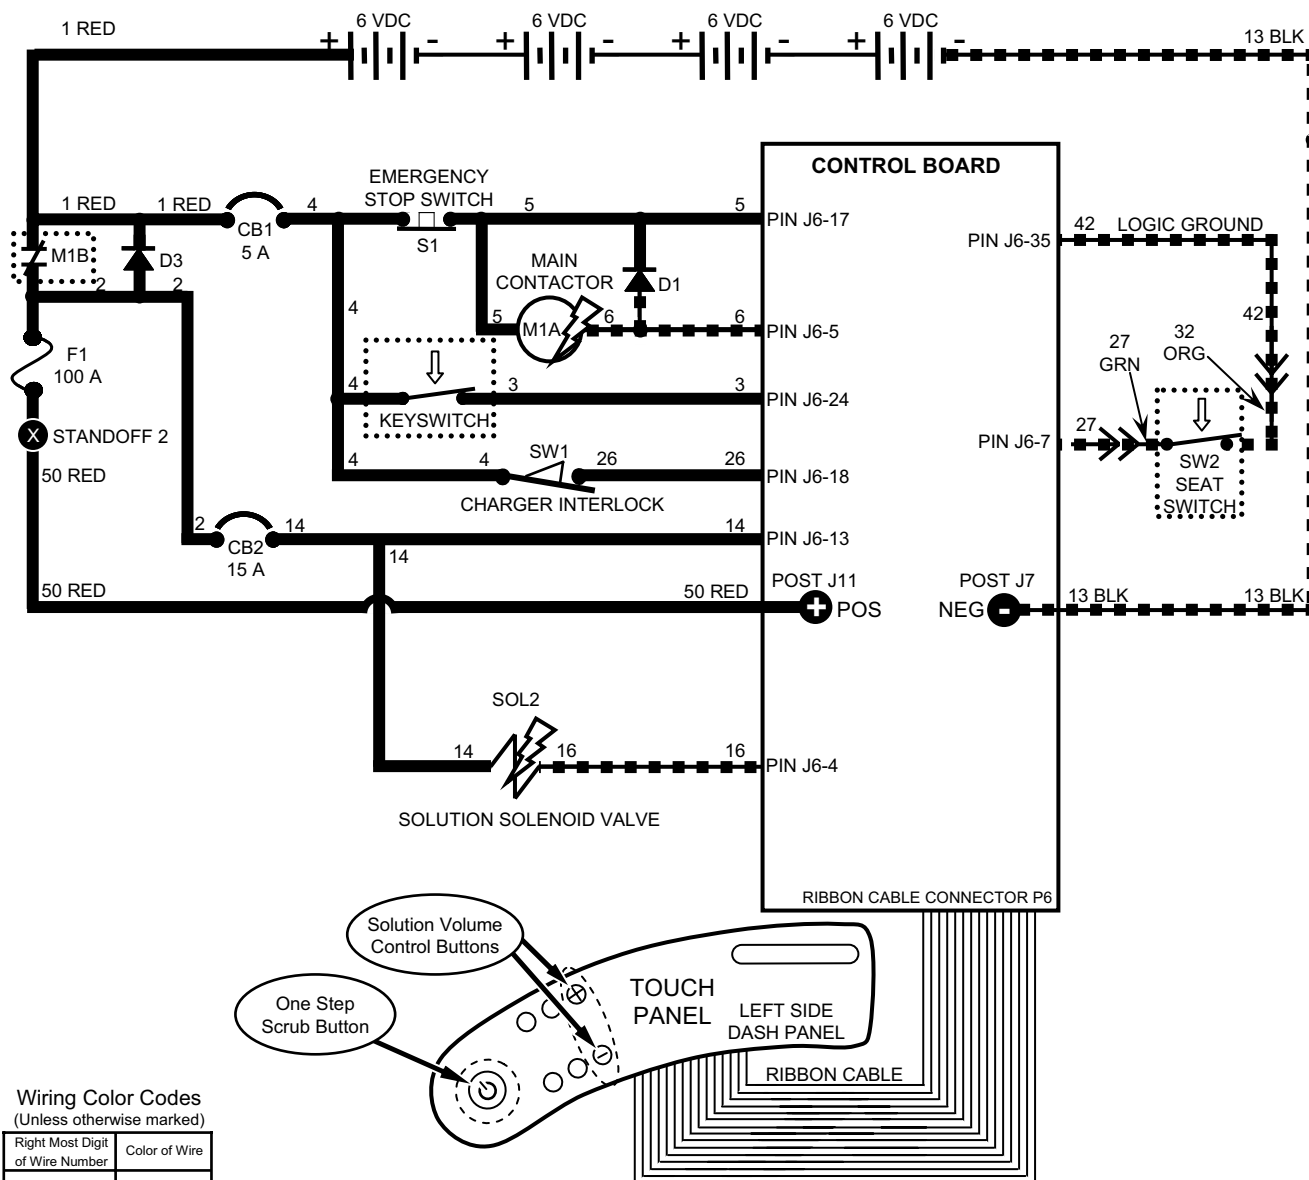 1 RED
6 VDC 6 VDC 6 VDC 6 VDC
+ - + - + - + -
13 BLK
CONTROL BOARD
EMERGENCY
STOP SWITCH
S1
1 RED 1 RED
CB1
5 A
4
5 5
PIN J6-17
M1B
D3
2 2
MAIN
CONTACTOR
M1A
D1
5 6 6
PIN J6-5
42 LOGIC GROUND
PIN J6-35
42
F1
100 A
4
4
KEYSWITCH
3 3
PIN J6-24
27
GRN
32
ORG
X STANDOFF 2
50 RED
4 4
SW1
26 26
PIN J6-18
CHARGER INTERLOCK
PIN J6-7
27
SW2
SEAT
SWITCH
2 14
CB2
15 A
14
14
PIN J6-13
50 RED 50 RED
POST J11
+ POS
POST J7
NEG -
13 BLK 13 BLK
SOL2
14 16 16
PIN J6-4
SOLUTION SOLENOID VALVE
RIBBON CABLE CONNECTOR P6
Solution Volume
Control Buttons
One Step
Scrub Button
TOUCH
PANEL
LEFT SIDE
DASH PANEL
RIBBON CABLE
Wiring Color Codes
(Unless otherwise marked)
Right Most Digit
of Wire Number
Color of Wire